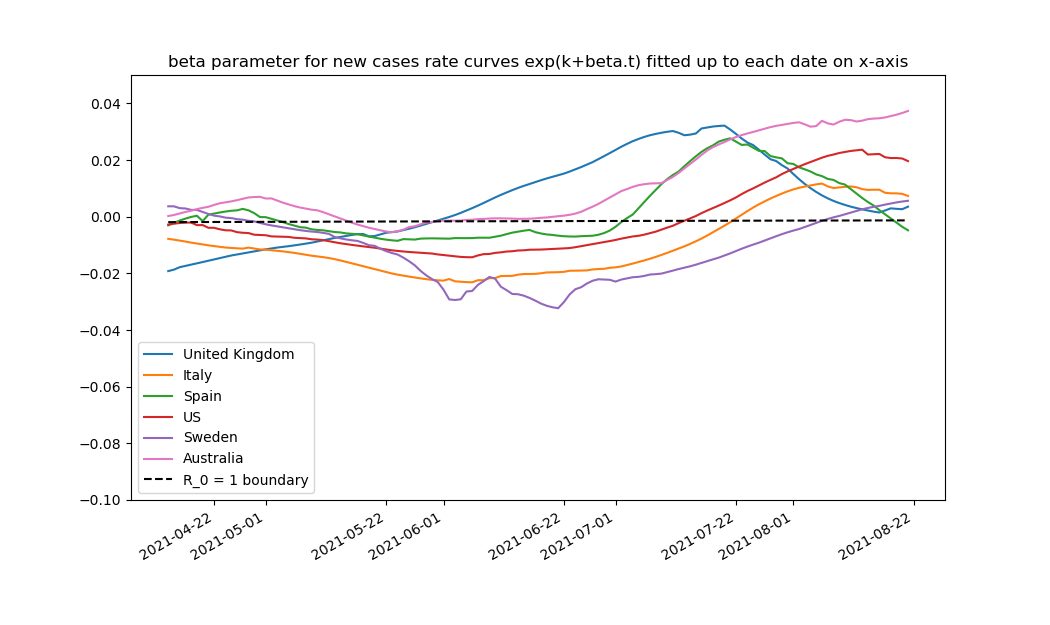 beta parameter for new cases rate curves exp(k+beta.t) fitted up to each date on x-axis
0.04
0.02
0.00
−0.02
−0.04
−0.06
−0.08
−0.10
United Kingdom
Italy
Spain
US
Sweden
Australia
R_0 = 1 boundary
2021-04-22
2021-05-01
2021-05-22
2021-06-01
2021-06-22
2021-07-01
2021-07-22
2021-08-01
2021-08-22